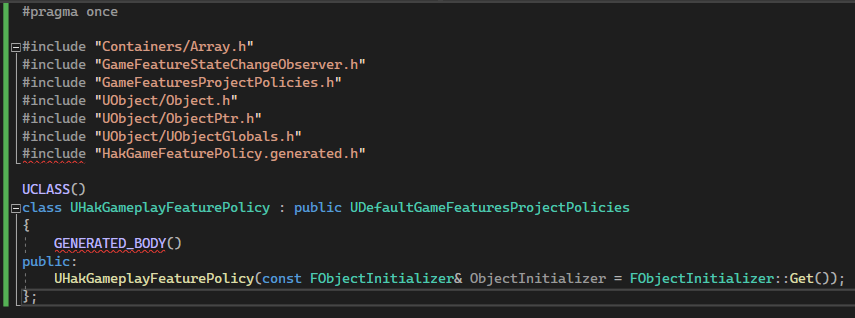 #pragma once
#include "Containers/Array.h"
#include "GameFeatureStateChangeObserver.h"
#include "GameFeaturesProjectPolicies.h"
#include "UObject/Object.h"
#include "UObject/ObjectPtr.h"
#include "UObject/UObjectGlobals.h"
#include "HakGameFeaturePolicy.generated.h"
UCLASS()
class UHakGameplayFeaturePolicy : public UDefaultGameFeaturesProjectPolicies
{
GENERATED_BODY()
public:
UHakGameplayFeaturePolicy(const FObjectInitializer& ObjectInitializer = FObjectInitializer::Get());
};